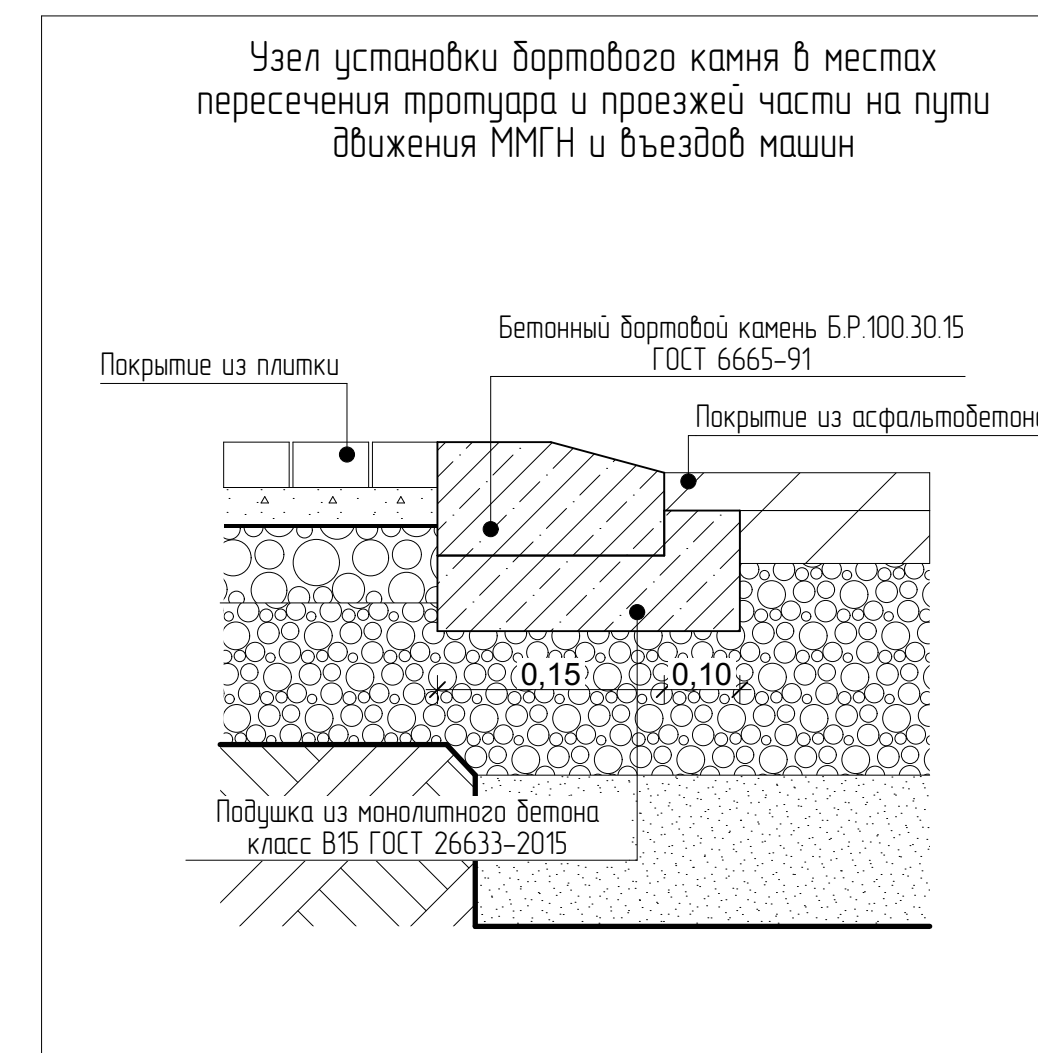 Узел установки бортового камня в местах
пересечения тротуара и проезжей части на пути
движения ММГН и въездов машин
Бетонный бортовой камень Б.Р.100.30.15
ГОСТ 6665-91
Покрытие из плитки
Покрытие из асфальтобетона
0,15
0,10
Подушка из монолитного бетона
класс В15 ГОСТ 26633-2015